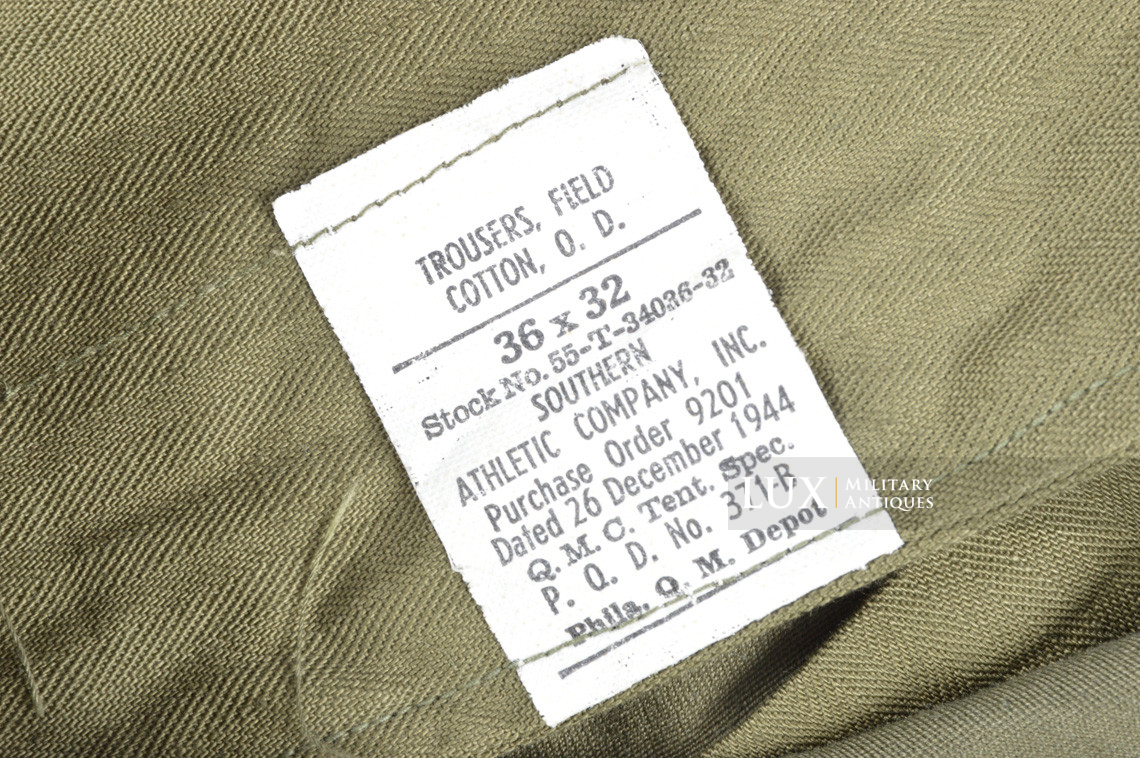 TROUSERS, FIELD
COTTON, O. D.
36 x 32
Stock No. 55-T-34036-32
SOUTHERN
ATHLETIC COMPANY, INC.
Purchase Order 9201
Dated 26 December 1944
Q. M. C. Tent. Spec.
P. Q. D. No. 371-B
Phila. Q. M. Depot
LUX MILITARY ANTIQUES